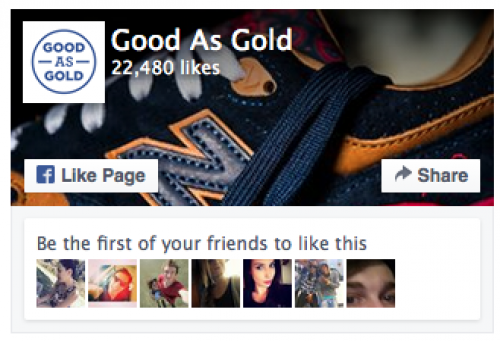 GOOD
AS
GOLD
Good As Gold
22,480 likes
Like Page
Share
Be the first of your friends to like this